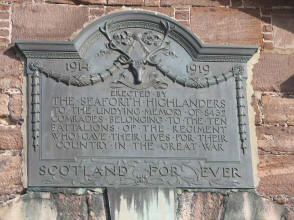 1914 1919
ERECTED BY
THE SEAFORTH HIGHLANDERS
TO THE UNDYING MEMORY OF 8432
COMRADES BELONGING TO THE TEN
BATTALIONS OF THE REGIMENT
WHO GAVE THEIR LIVES FOR THEIR
COUNTRY IN THE GREAT WAR
SCOTLAND FOR EVER